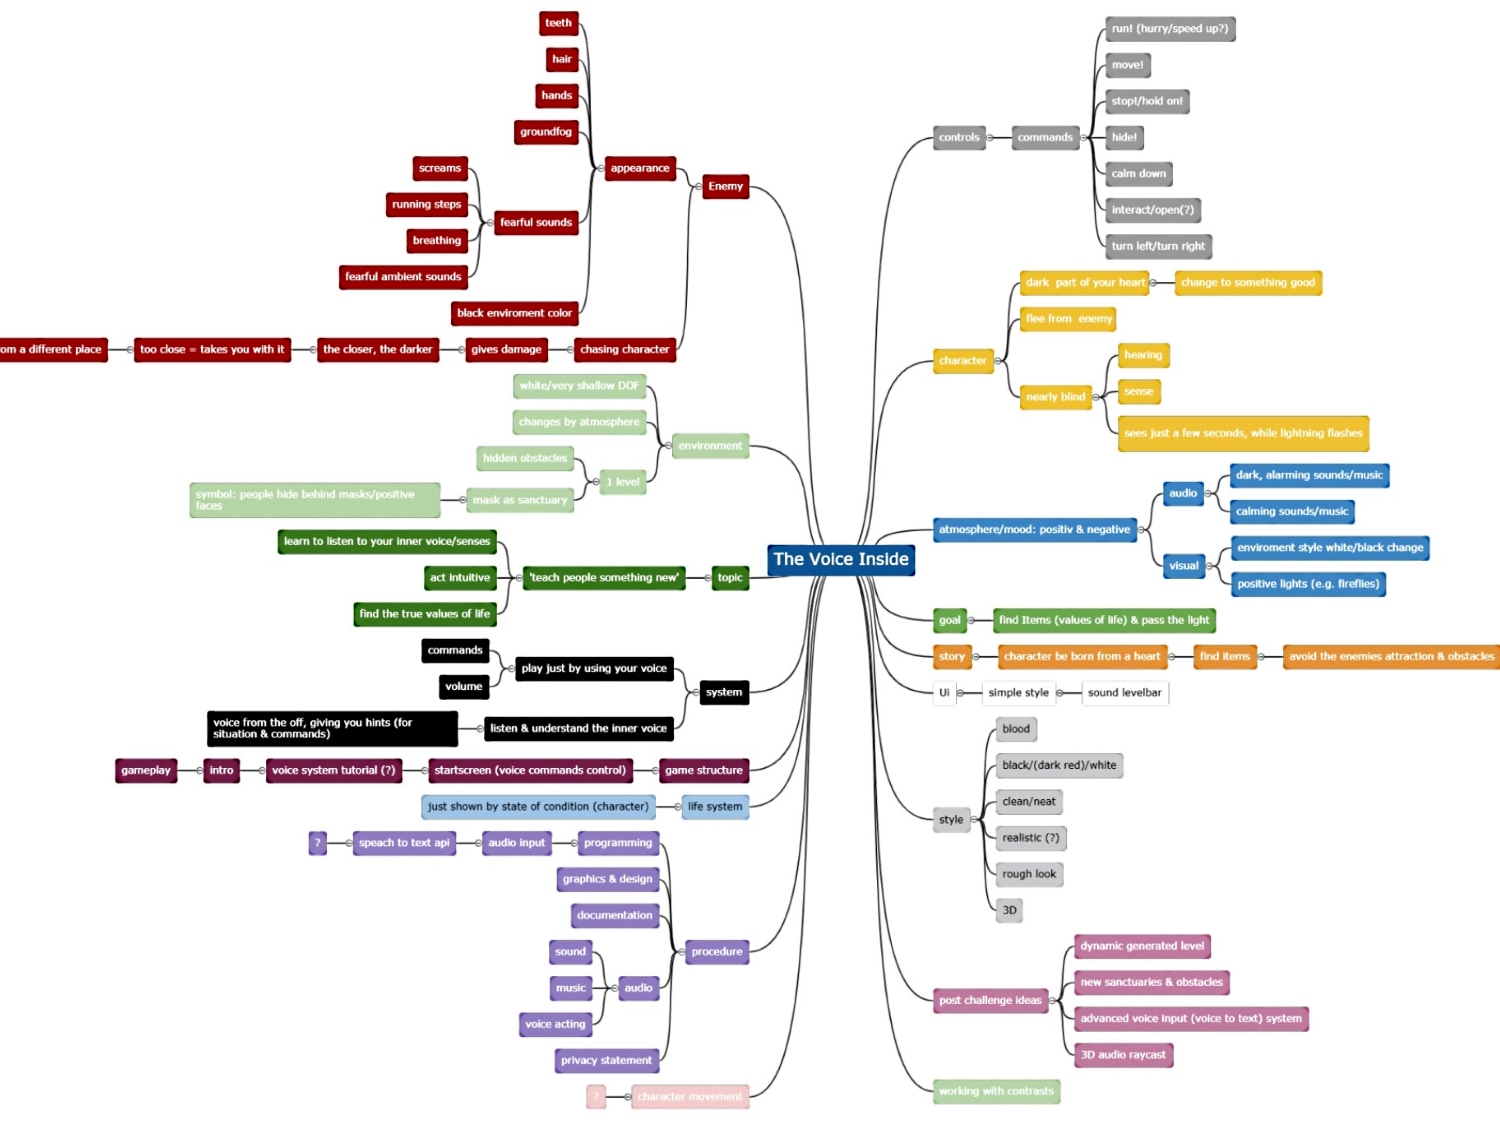 The Voice Inside
Enemy
appearance
teeth
hair
hands
groundfog
fearful sounds
screams
running steps
breathing
fearful ambient sounds
black enviroment color
chasing character
gives damage
the closer, the darker
too close = takes you with it
a different place
environment
white/very shallow DOF
changes by atmosphere
1 level
hidden obstacles
mask as sanctuary
symbol: people hide behind masks/positive
faces
topic
'teach people something new'
learn to listen to your inner voice/senses
act intuitive
find the true values of life
system
play just by using your voice
commands
volume
listen & understand the inner voice
voice from the off, giving you hints (for
situation & commands)
game structure
startscreen (voice commands control)
voice system tutorial (?)
intro
gameplay
life system
just shown by state of condition (character)
procedure
programming
audio input
speach to text api
?
graphics & design
documentation
audio
sound
music
voice acting
privacy statement
character movement
?
controls
commands
run! (hurry/speed up?)
move!
stop!/hold on!
hide!
calm down
interact/open(?)
turn left/turn right
character
dark  part of your heart
change to something good
flee from  enemy
nearly blind
hearing
sense
sees just a few seconds, while lightning flashes
atmosphere/mood: positiv & negative
audio
dark, alarming sounds/music
calming sounds/music
visual
enviroment style white/black change
positive lights (e.g. fireflies)
goal
find Items (values of life) & pass the light
story
character be born from a heart
find items
avoid the enemies attraction & obstacles
Ui
simple style
sound levelbar
style
blood
black/(dark red)/white
clean/neat
realistic (?)
rough look
3D
post challenge ideas
dynamic generated level
new sanctuaries & obstacles
advanced voice input (voice to text) system
3D audio raycast
working with contrasts